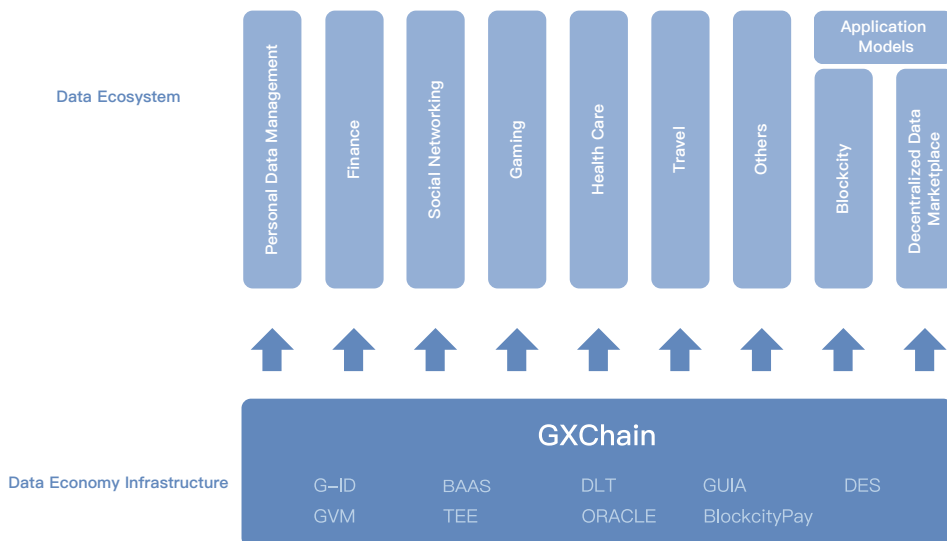 Application
Models
Data Ecosystem
Personal Data Management
Finance
Social Networking
Gaming
Health Care
Travel
Others
Blockcity
Decentralized Data
Marketplace
GXChain
Data Economy Infrastructure
G-ID BAAS DLT GUIA DES
GVM TEE ORACLE BlockcityPay